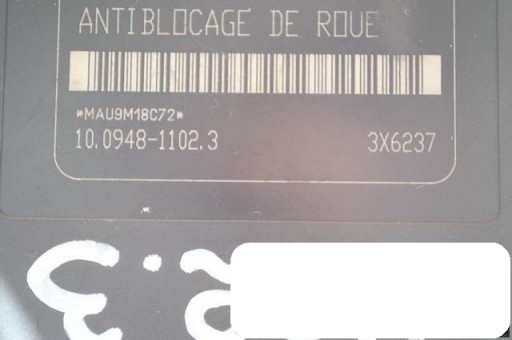 ANTIBLOCAGE DE ROUE
*MAU9M18C72*
10.0948-1102.3 3X6237